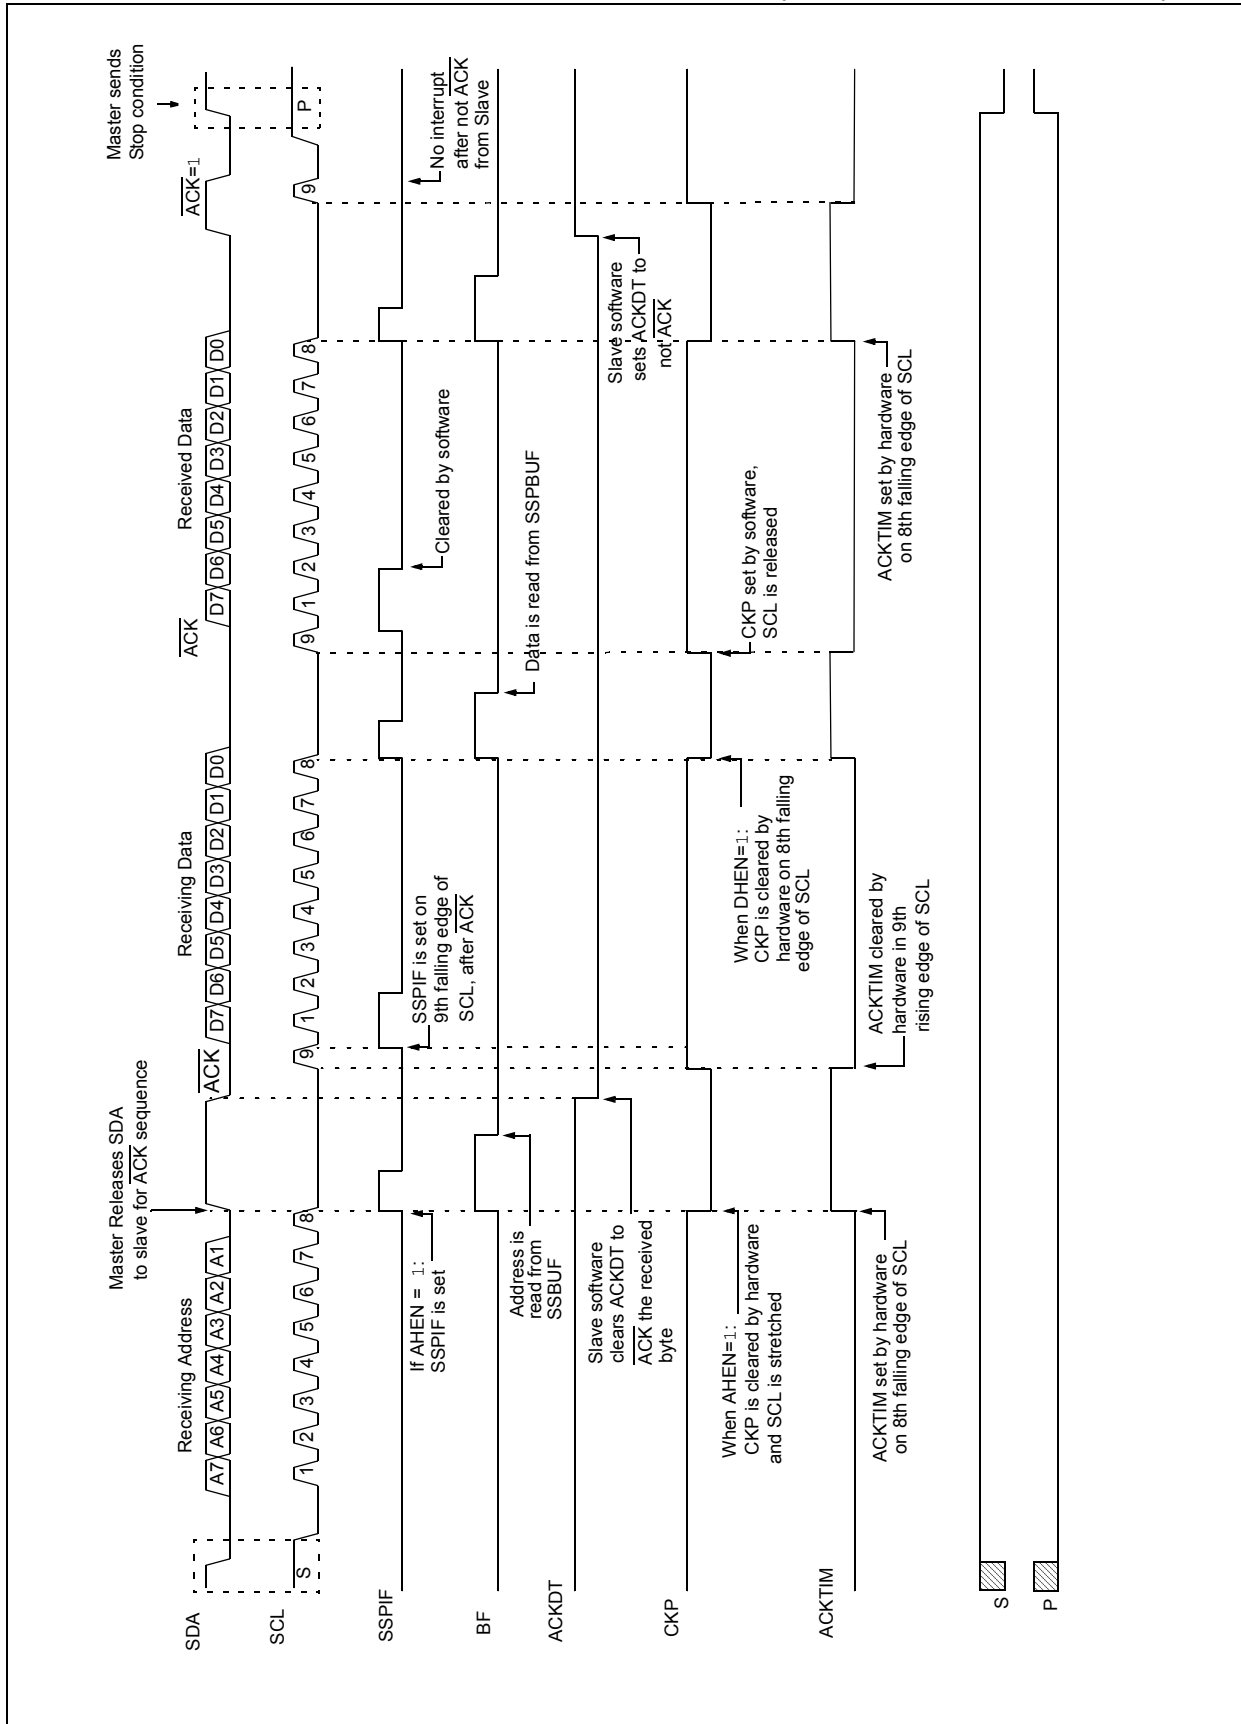 Master sends
Stop condition
Master Releases SDA
to slave for ACK sequence
Receiving Address
Receiving Data
Received Data
ACK
ACK
ACK=1
SDA
A7 A6 A5 A4 A3 A2 A1
D7 D6 D5 D4 D3 D2 D1 D0
D7 D6 D5 D4 D3 D2 D1 D0
SCL
S
1 2 3 4 5 6 7 8 9
1 2 3 4 5 6 7 8 9
1 2 3 4 5 6 7 8 9
P
SSPIF
If AHEN = 1:
SSPIF is set
SSPIF is set on
9th falling edge of
SCL, after ACK
Cleared by software
No interrupt
after not ACK
from Slave
BF
Address is
read from
SSBUF
Data is read from SSPBUF
ACKDT
Slave software
clears ACKDT to
ACK the received
byte
Slave software
sets ACKDT to
not ACK
CKP
When AHEN=1:
CKP is cleared by hardware
and SCL is stretched
When DHEN=1:
CKP is cleared by
hardware on 8th falling
edge of SCL
CKP set by software,
SCL is released
ACKTIM
ACKTIM set by hardware
on 8th falling edge of SCL
ACKTIM cleared by
hardware in 9th
rising edge of SCL
ACKTIM set by hardware
on 8th falling edge of SCL
S
P